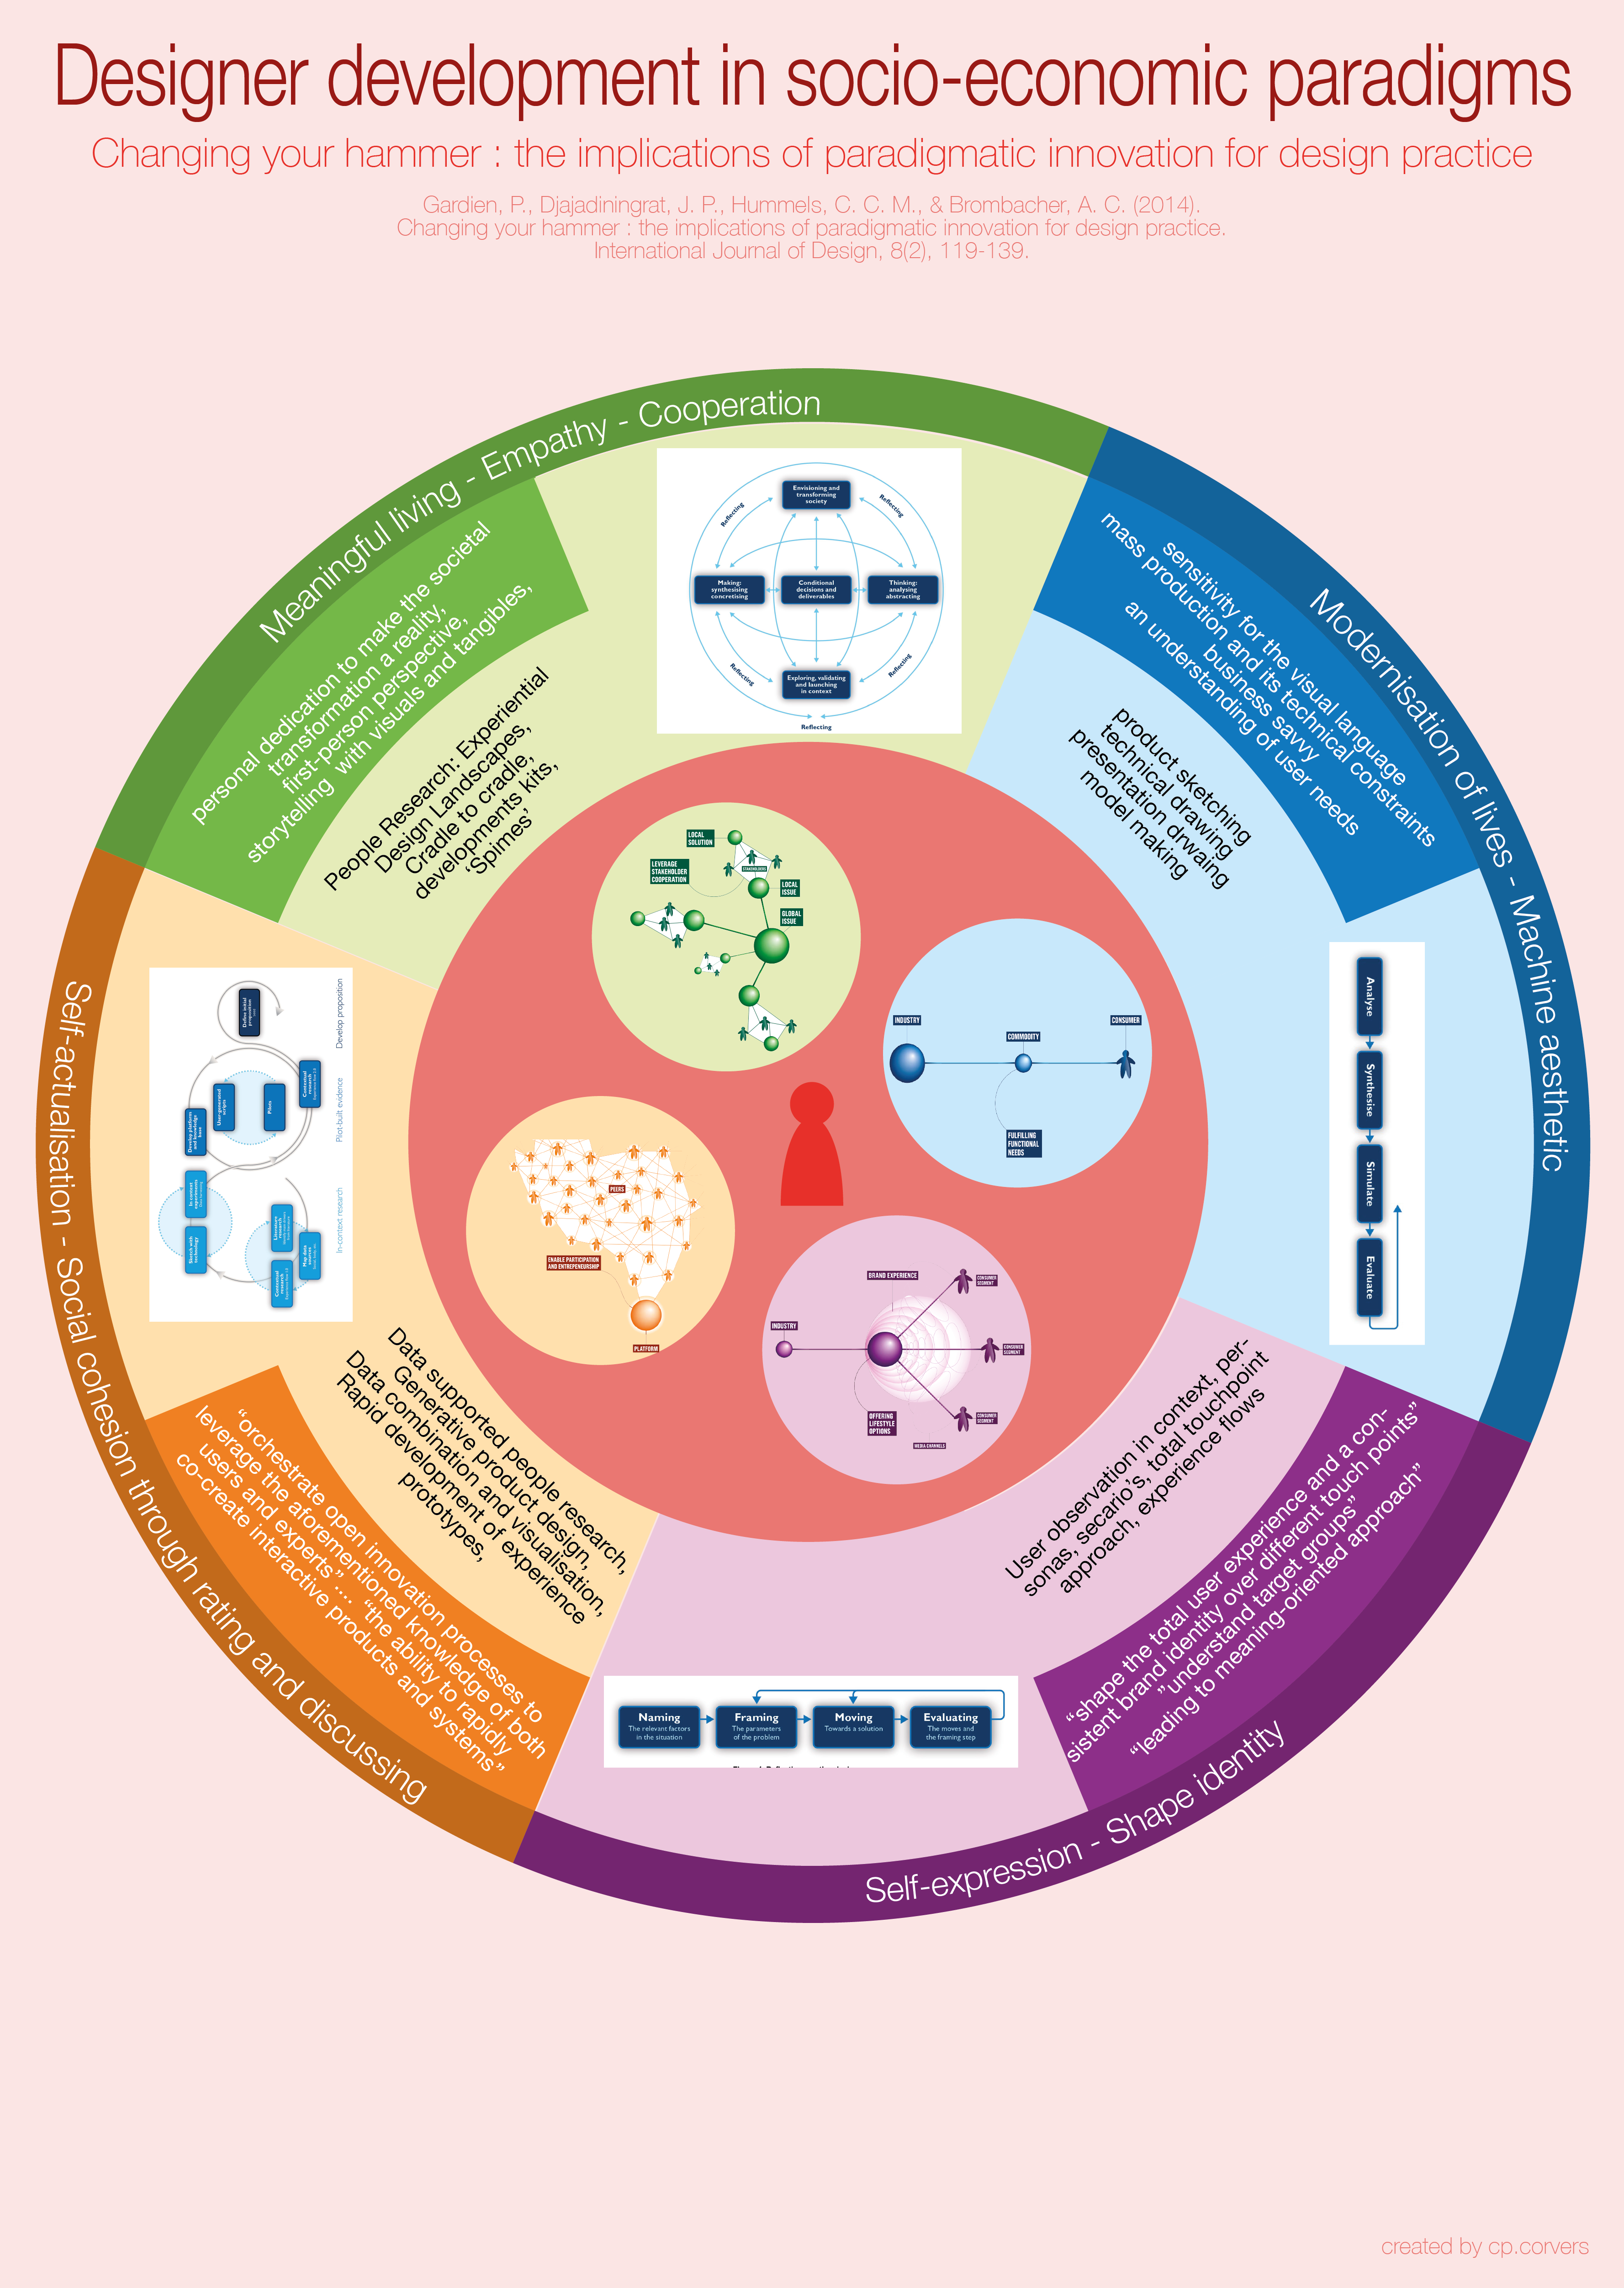 Designer development in socio-economic paradigms
Changing your hammer : the implications of paradigmatic innovation for design practice
Gardien, P., Djajadiningrat, J. P., Hummels, C. C. M., & Brombacher, A. C. (2014).
Changing your hammer : the implications of paradigmatic innovation for design practice.
International Journal of Design, 8(2), 119-139.
Meaningful living - Empathy - Cooperation
personal dedication to make the societal
transformation a reality,
first-person perspective,
storytelling with visuals and tangibles,
People Research: Experiential
Design Landscapes,
Cradle to cradle,
developments kits,
‘Spimes’
Envisioning and
transforming
society
Reflecting
Reflecting
Making:
synthesising
concretising
Conditional
decisions and
deliverables
Thinking:
analysing
abstracting
Reflecting
Reflecting
Exploring, validating
and launching
in context
Reflecting
Modernisation of lives - Machine aesthetic
sensitivity for the visual language
mass production and its technical constraints
business savvy
an understanding of user needs
product sketching
technical drawing
presentation drwaing
model making
Analyse
Synthesise
Simulate
Evaluate
LOCAL
SOLUTION
LEVERAGE
STAKEHOLDER
COOPERATION
STAKEHOLDERS
LOCAL
ISSUE
GLOBAL
ISSUE
INDUSTRY
COMMODITY
CONSUMER
FULFILLING
FUNCTIONAL
NEEDS
PEERS
ENABLE PARTICIPATION
AND ENTREPENEURSHIP
PLATFORM
BRAND EXPERIENCE
CONSUMER
SEGMENT
INDUSTRY
CONSUMER
SEGMENT
OFFERING
LIFESTYLE
OPTIONS
CONSUMER
SEGMENT
MEDIA CHANNELS
User observation in context, per-
sonas, secario’s, total touchpoint
approach, experience flows
“shape the total user experience and a con-
sistent brand identity over different touch points”
”understand target groups”
“leading to meaning-oriented approach”
Self-expression - Shape identity
Naming
The relevant factors
in the situation
Framing
The parameters
of the problem
Moving
Towards a solution
Evaluating
The moves and
the framing step
Self-actualisation - Social cohesion through rating and discussing
“orchestrate open innovation processes to
leverage the aforementioned knowledge of both
users and experts”... “the ability to rapidly
co-create interactive products and systems”
Data supported people research,
Generative product design,
Data combination and visualisation,
Rapid development of experience
prototypes,
Develop proposition
Pilot-built evidence
In-context research
Define initial
proposition
Contextual
research
User-generated
scripts
Pilots
Develop platform
and knowledge
base
In context
experiments
Sketch with
technology
Literature
research
Map data
source
Contextual
research
created by cp.corvers